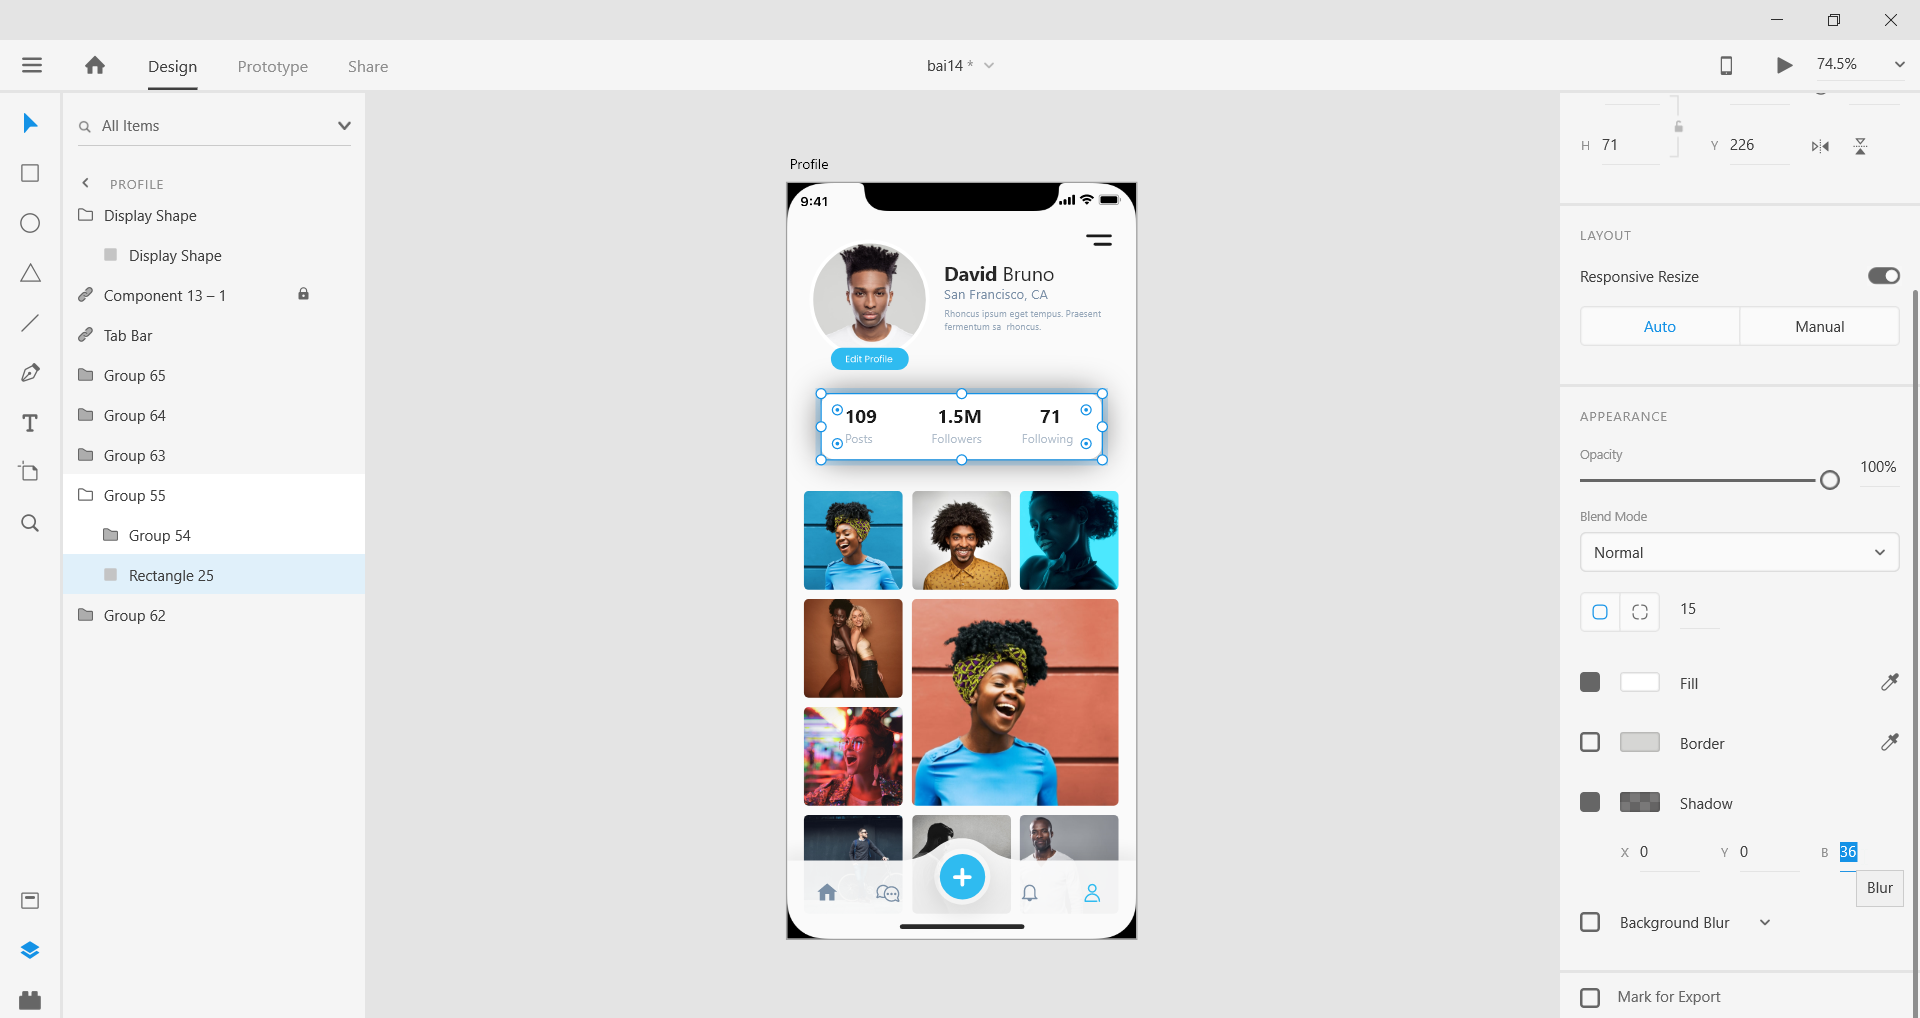 Design
Prototype
Share
bai14 *
74.5%
All Items
PROFILE
Display Shape
Display Shape
Component 13 – 1
Tab Bar
Group 65
Group 64
Group 63
Group 55
Group 54
Rectangle 25
Group 62
Profile
9:41
David Bruno
San Francisco, CA
Rhoncus ipsum eget tempus. Praesent
fermentum sa rhoncus.
Edit Profile
109
1.5M
71
Posts
Followers
Following
H 71
Y 226
LAYOUT
Responsive Resize
Auto
Manual
APPEARANCE
Opacity
100%
Blend Mode
Normal
15
Fill
Border
Shadow
X 0
Y 0
B 36
Blur
Background Blur
Mark for Export